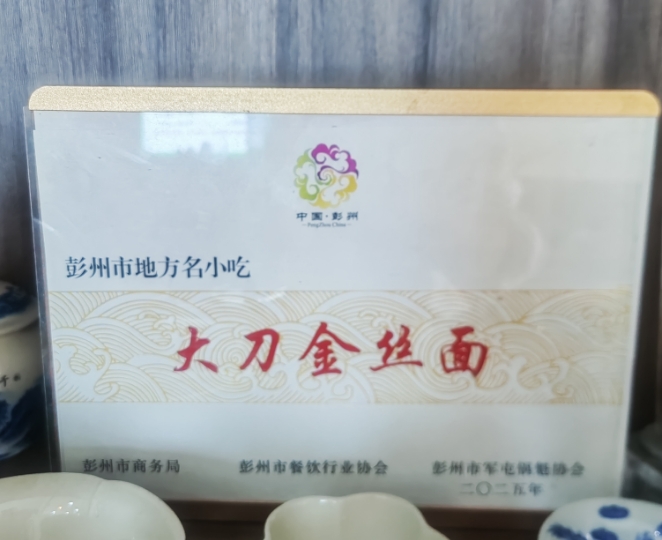 中国·彭州
PengZhou China
彭州市地方名小吃
大刀金丝面
彭州市商务局 彭州市餐饮行业协会 彭州市军屯锅魁协会
二〇二五年